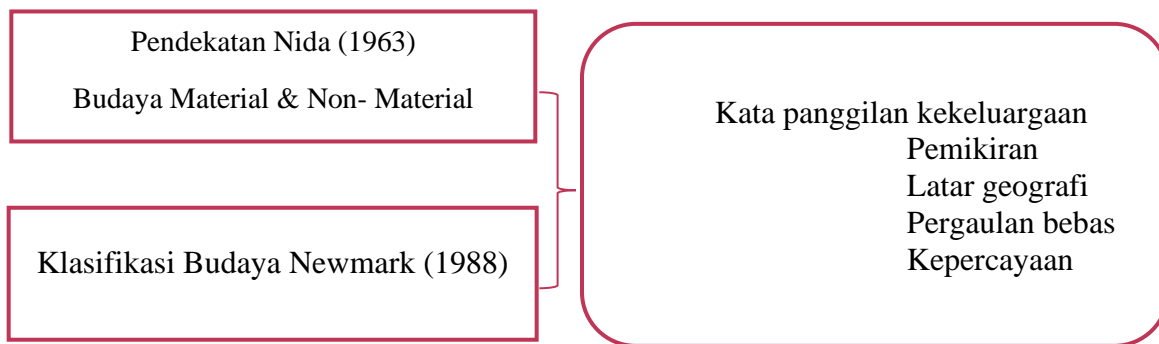 Pendekatan Nida (1963)
Budaya Material & Non- Material
Klasifikasi Budaya Newmark (1988)
Kata panggilan kekeluargaan
Pemikiran
Latar geografi
Pergaulan bebas
Kepercayaan